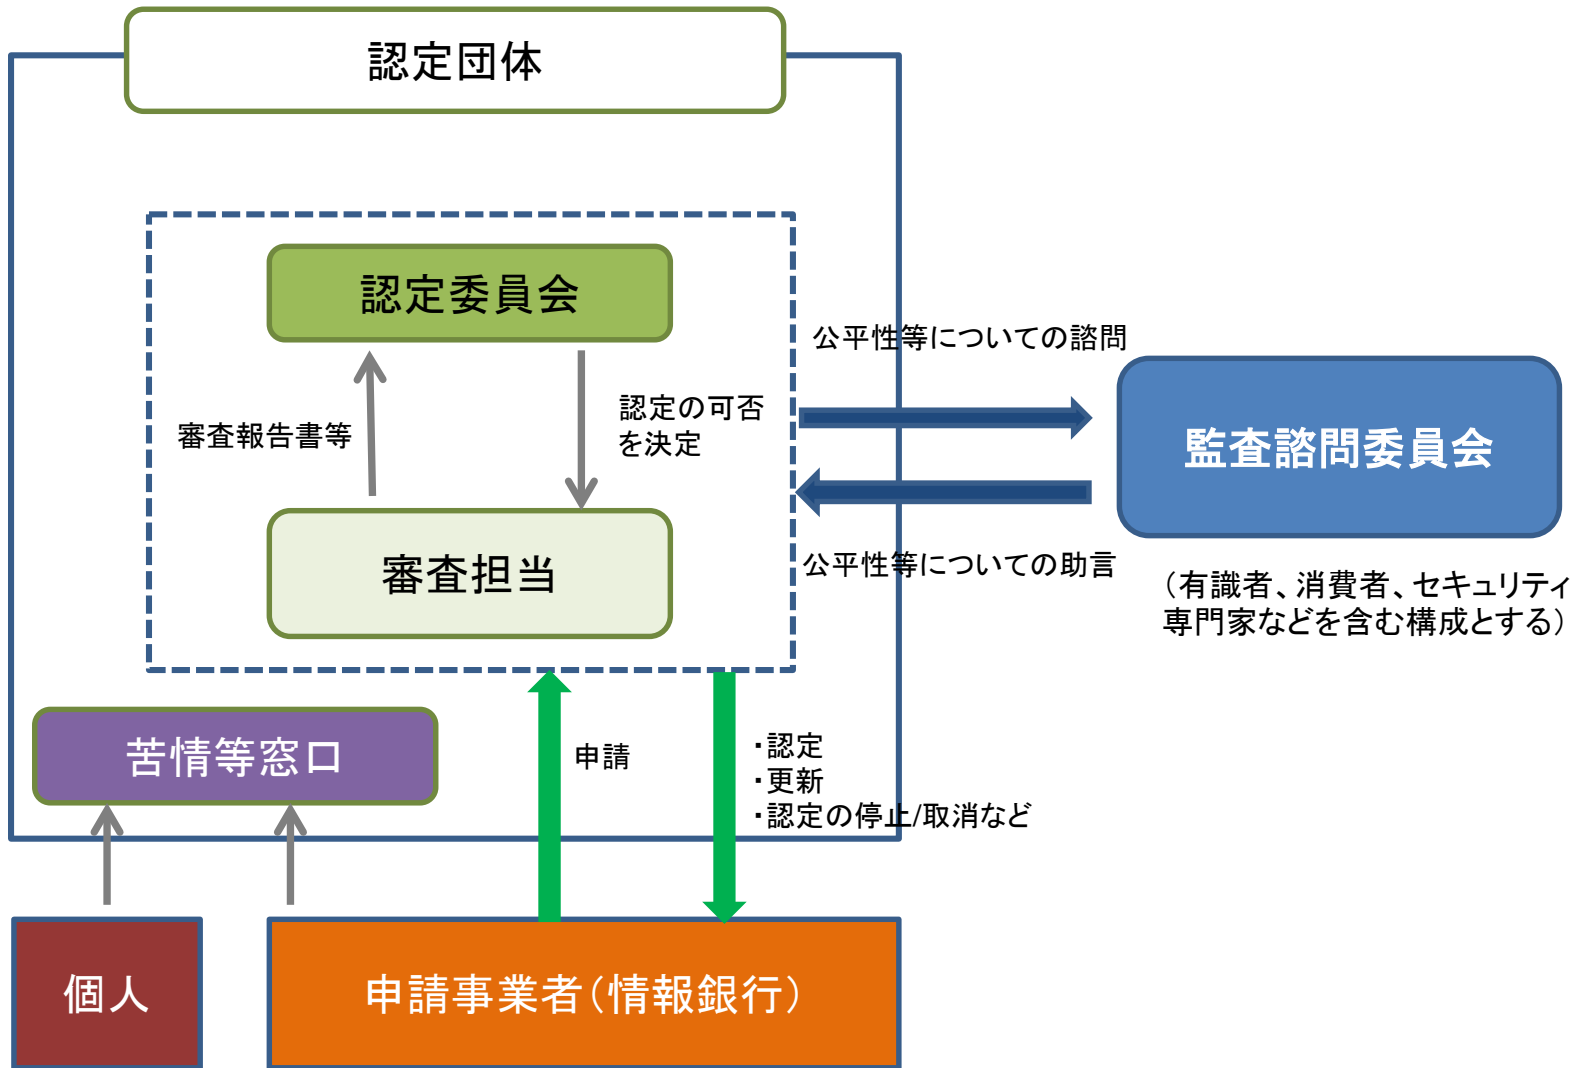 認定団体
認定委員会
審査報告書等
認定の可否
を決定
審査担当
公平性等についての諮問
監査諮問委員会
公平性等についての助言
（有識者、消費者、セキュリティ
専門家などを含む構成とする）
苦情等窓口
申請
・認定
・更新
・認定の停止/取消など
個人
申請事業者（情報銀行）